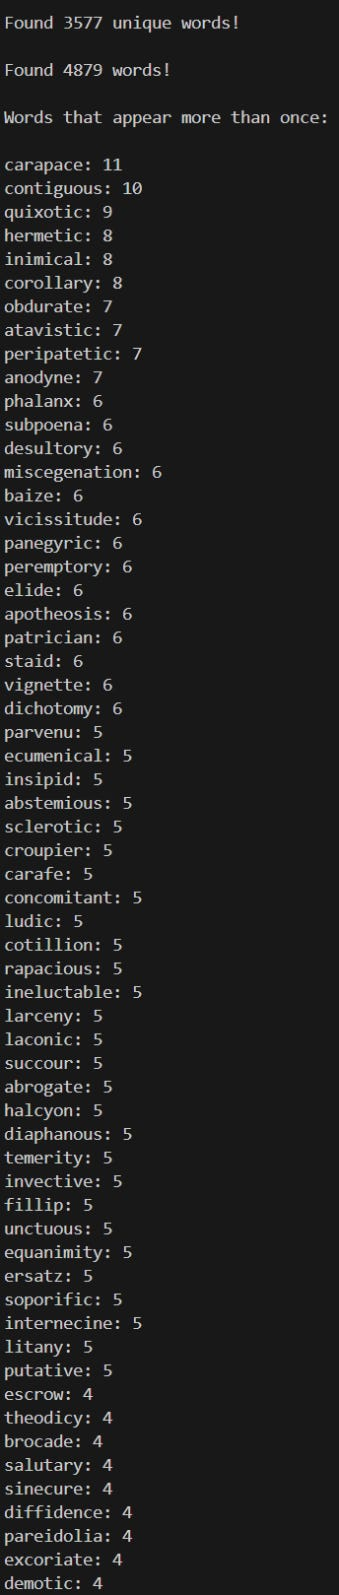 Found 3577 unique words!
Found 4879 words!
Words that appear more than once:
carapace: 11
contiguous: 10
quixotic: 9
hermetic: 8
inimical: 8
corollary: 8
obdurate: 7
atavistic: 7
peripatetic: 7
anodyne: 7
phalanx: 6
subpoena: 6
desultory: 6
miscegenation: 6
baize: 6
vicissitude: 6
panegyric: 6
peremptory: 6
elide: 6
apotheosis: 6
patrician: 6
staid: 6
vignette: 6
dichotomy: 6
parvenu: 5
ecumenical: 5
insipid: 5
abstemious: 5
sclerotic: 5
croupier: 5
carafe: 5
concomitant: 5
ludic: 5
cotillion: 5
rapacious: 5
ineluctable: 5
larceny: 5
laconic: 5
succour: 5
abrogate: 5
halcyon: 5
diaphanous: 5
temerity: 5
invective: 5
fillip: 5
unctuous: 5
equanimity: 5
ersatz: 5
soporific: 5
internecine: 5
litany: 5
putative: 5
escrow: 4
theodicy: 4
brocade: 4
salutary: 4
sinecure: 4
diffidence: 4
pareidolia: 4
excoriate: 4
demotic: 4